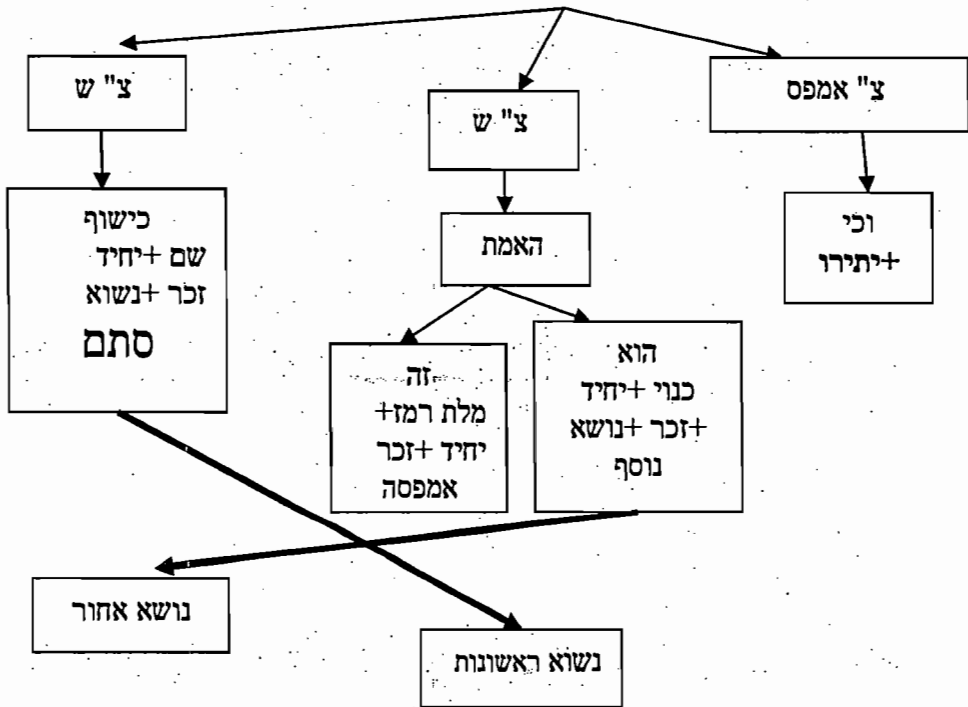 צ" אמפס
צ" ש
צ" ש
וכי
+יתירו
האמת
כישוף
שם +יחיד
זכר +נשוא
סתם
הוא
כנוי +יחיד
+זכר +נושא
נוסף
זה
מלת רמז+
יחיד +זכר
אמפסה
נושא אחור
נשוא ראשונות